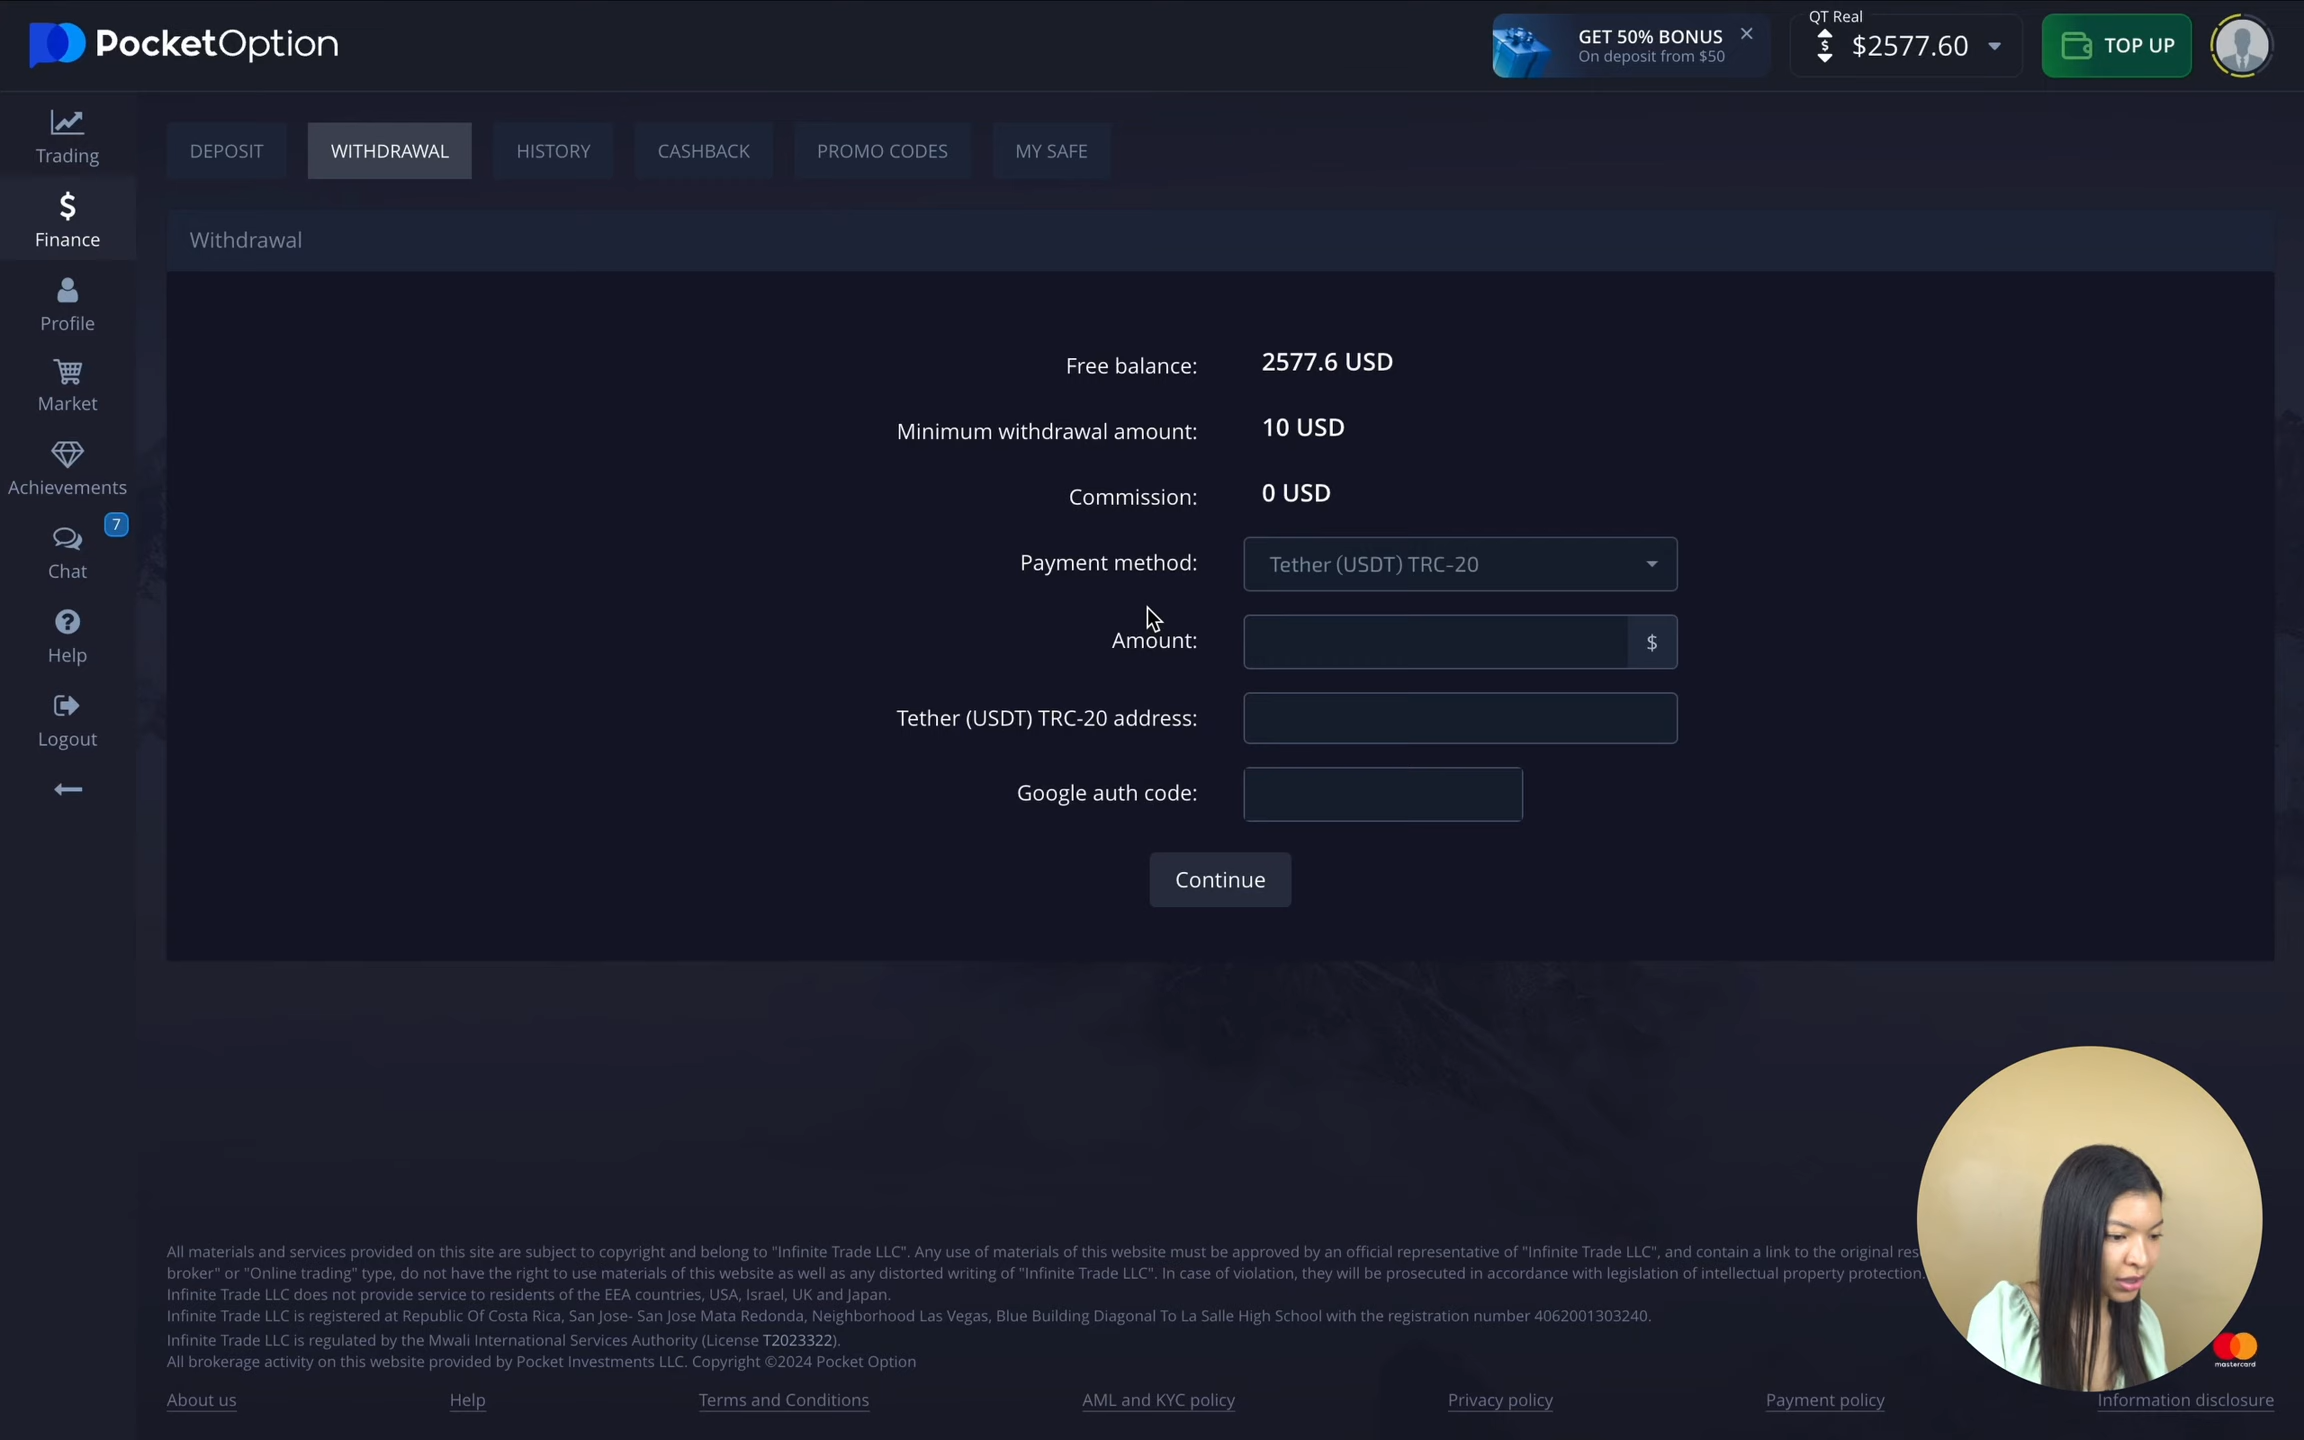 PocketOption
GET 50% BONUS
On deposit from $50
QT Real
$2577.60
TOP UP
Trading
Finance
Profile
Market
Achievements
7
Chat
Help
Logout
DEPOSIT
WITHDRAWAL
HISTORY
CASHBACK
PROMO CODES
MY SAFE
Withdrawal
Free balance: 2577.6 USD
Minimum withdrawal amount: 10 USD
Commission: 0 USD
Payment method: Tether (USDT) TRC-20
Amount: $
Tether (USDT) TRC-20 address:
Google auth code:
Continue
All materials and services provided on this site are subject to copyright and belong to "Infinite Trade LLC". Any use of materials of this website must be approved by an official representative of "Infinite Trade LLC", and contain a link to the original res
broker" or "Online trading" type, do not have the right to use materials of this website as well as any distorted writing of "Infinite Trade LLC". In case of violation, they will be prosecuted in accordance with legislation of intellectual property protection.
Infinite Trade LLC does not provide service to residents of the EEA countries, USA, Israel, UK and Japan.
Infinite Trade LLC is registered at Republic Of Costa Rica, San Jose- San Jose Mata Redonda, Neighborhood Las Vegas, Blue Building Diagonal To La Salle High School with the registration number 4062001303240.
Infinite Trade LLC is regulated by the Mwali International Services Authority (License T2023322).
All brokerage activity on this website provided by Pocket Investments LLC. Copyright ©2024 Pocket Option
mastercard
About us
Help
Terms and Conditions
AML and KYC policy
Privacy policy
Payment policy
Information disclosure